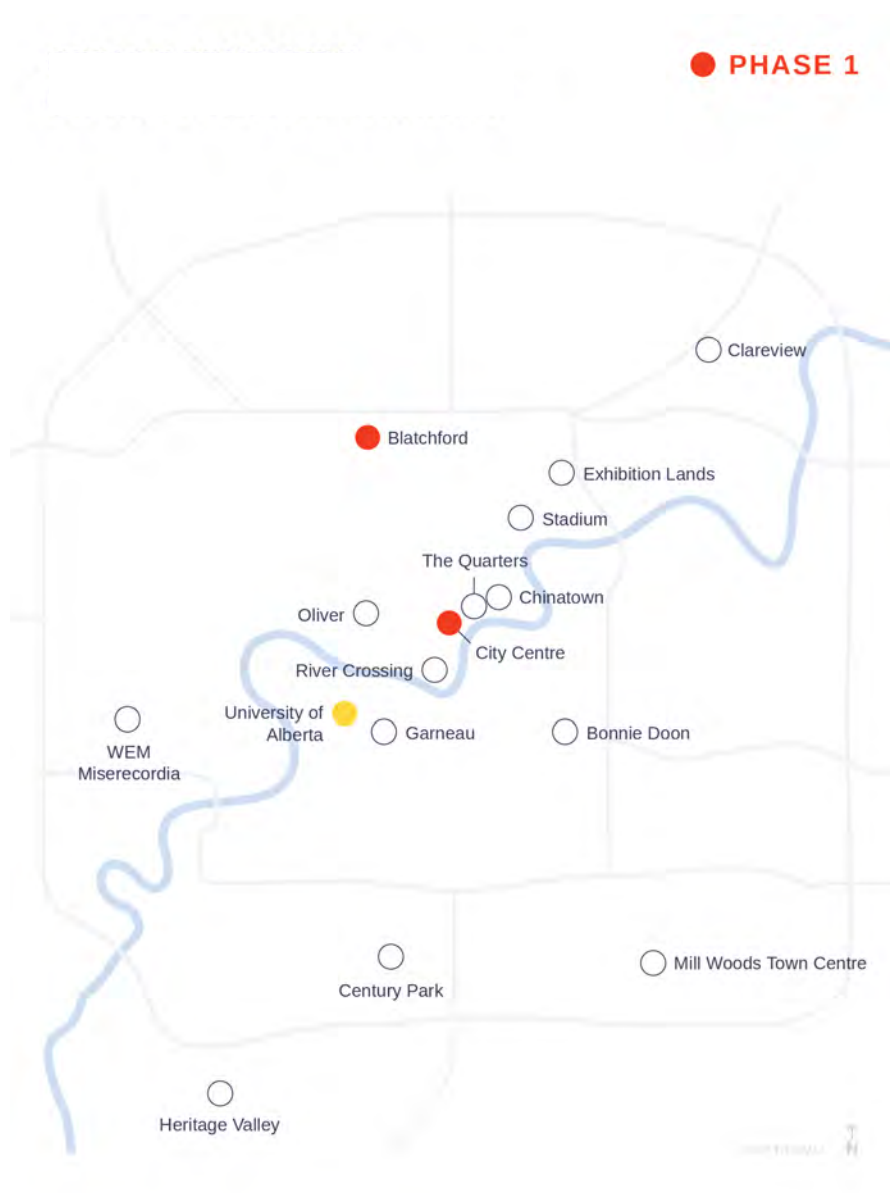 PHASE 1
Clareview
Blatchford
Exhibition Lands
Stadium
The Quarters
Chinatown
Oliver
City Centre
River Crossing
University of
Alberta
Garneau
Bonnie Doon
WEM
Miserecordia
Century Park
Mill Woods Town Centre
Heritage Valley
N